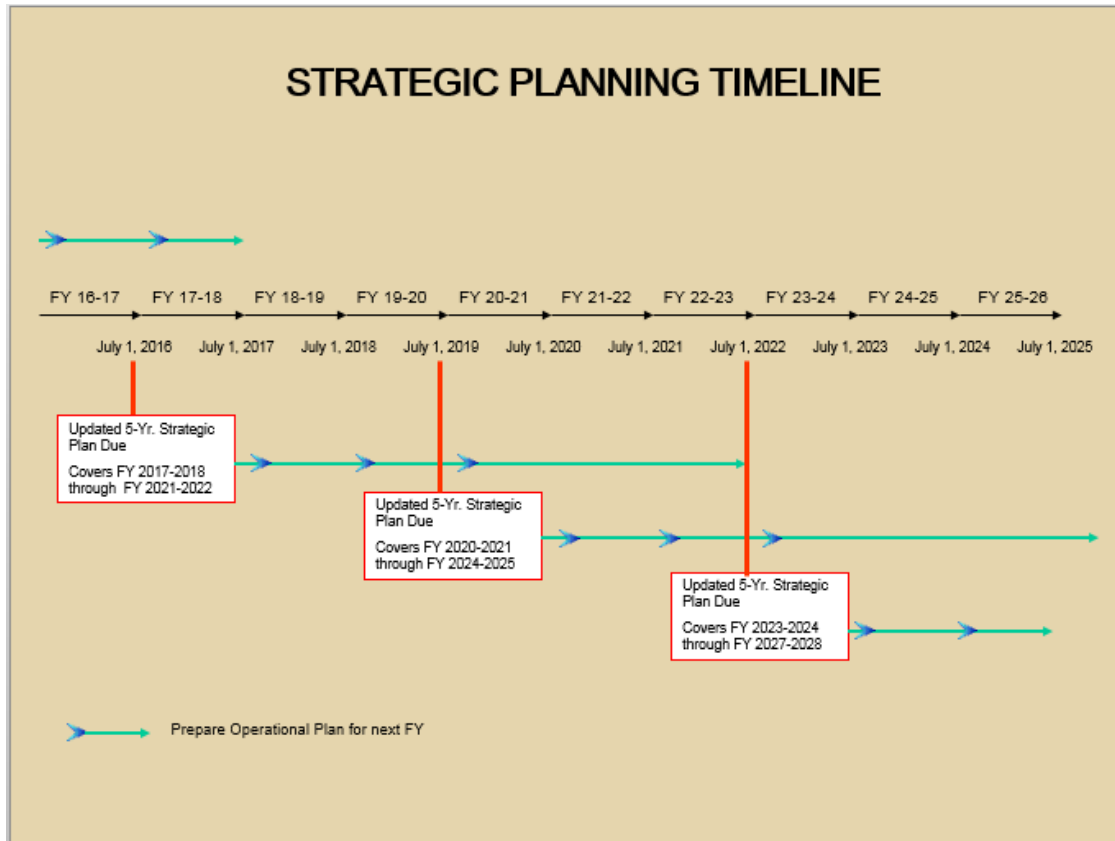 STRATEGIC PLANNING TIMELINE
FY 16-17 FY 17-18 FY 18-19 FY 19-20 FY 20-21 FY 21-22 FY 22-23 FY 23-24 FY 24-25 FY 25-26
July 1, 2016 July 1, 2017 July 1, 2018 July 1, 2019 July 1, 2020 July 1, 2021 July 1, 2022 July 1, 2023 July 1, 2024 July 1, 2025
Updated 5-Yr. Strategic
Plan Due
Covers FY 2017-2018
through FY 2021-2022
Updated 5-Yr. Strategic
Plan Due
Covers FY 2020-2021
through FY 2024-2025
Updated 5-Yr. Strategic
Plan Due
Covers FY 2023-2024
through FY 2027-2028
Prepare Operational Plan for next FY